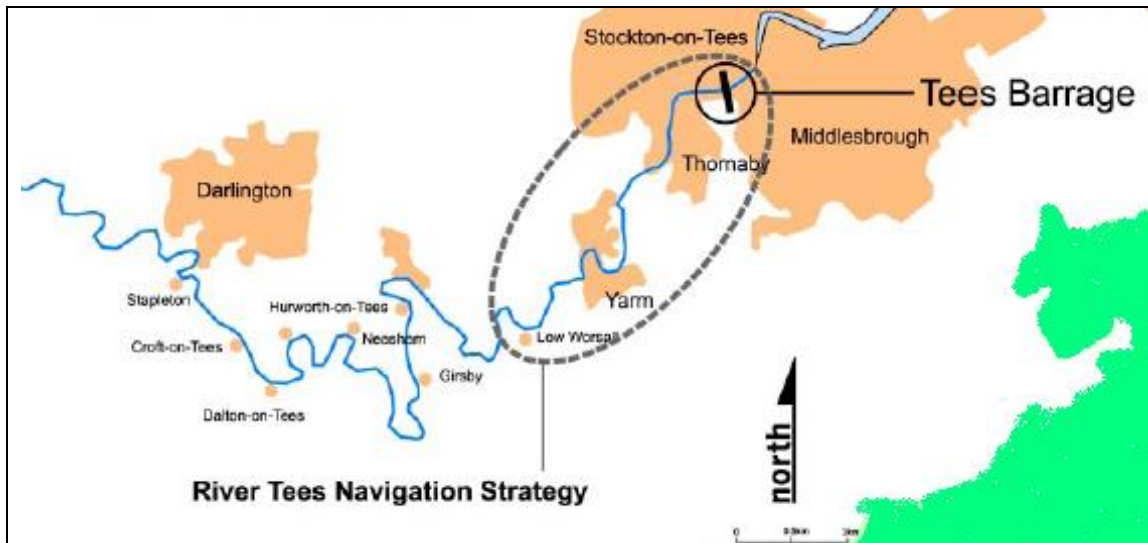 Stockton-on-Tees
Tees Barrage
Middlesbrough
Thornaby
Darlington
Yarm
Stapleton
Hurworth-on-Tees
Croft-on-Tees
Neasham
Low Worsall
Girsby
Dalton-on-Tees
River Tees Navigation Strategy
north
0